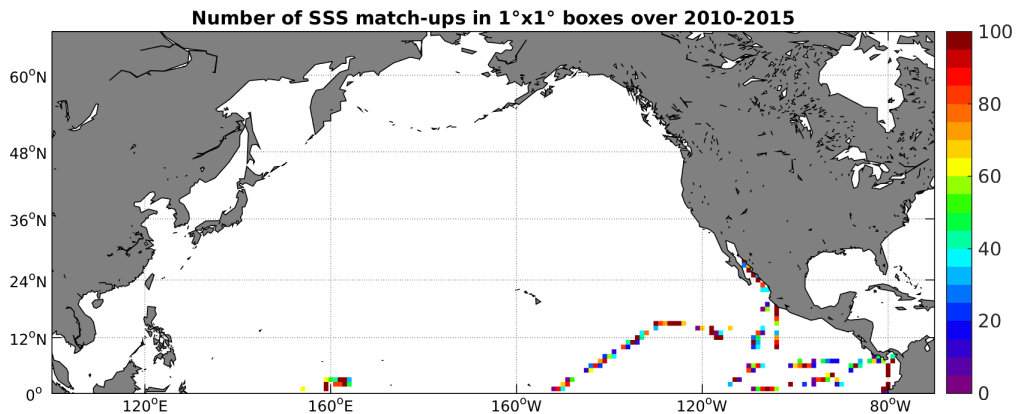 Number of SSS match-ups in 1°x1° boxes over 2010-2015
100
80
60
40
20
0
60°N
48°N
36°N
24°N
12°N
0°
120°E
160°E
160°W
120°W
80°W